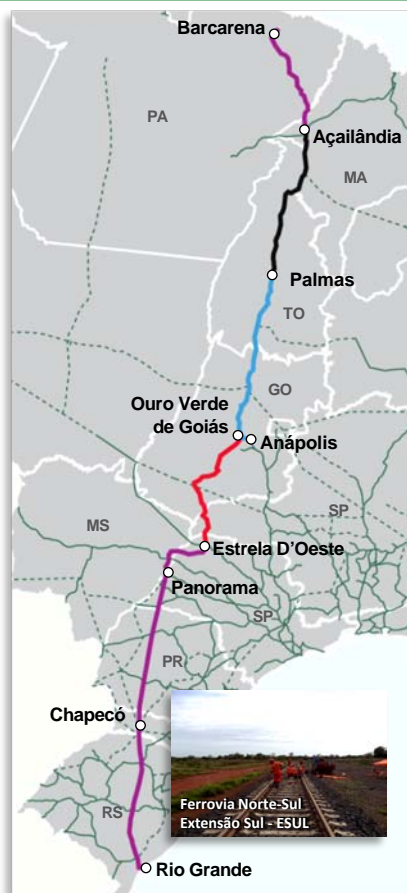 Barcarena
PA
Açailândia
MA
Palmas
TO
GO
Ouro Verde
de Goiás
Anápolis
SP
MS
Estrela D'Oeste
Panorama
SP
PR
Chapecó
Ferrovia Norte-Sul
Extensão Sul - ESUL
RS
Rio Grande